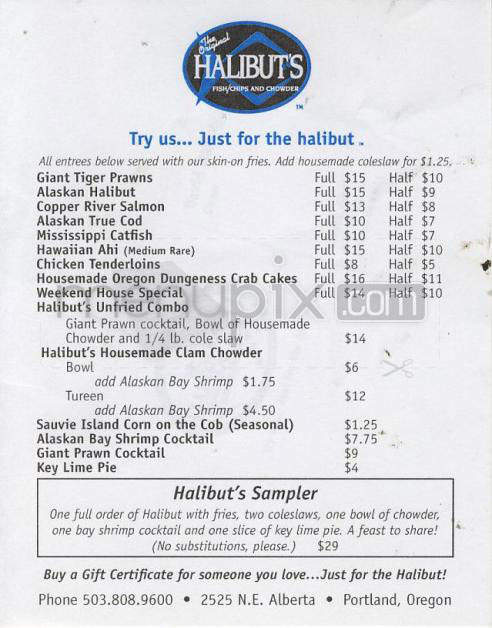 The Original
HALIBUT'S
FISH/CHIPS AND CHOWDER
TM
Try us... Just for the halibut ™
All entrees below served with our skin-on fries. Add housemade coleslaw for $1.25.
Giant Tiger Prawns Full $15 Half $10
Alaskan Halibut Full $15 Half $9
Copper River Salmon Full $13 Half $8
Alaskan True Cod Full $10 Half $7
Mississippi Catfish Full $10 Half $7
Hawaiian Ahi (Medium Rare) Full $15 Half $10
Chicken Tenderloins Full $8 Half $5
Housemade Oregon Dungeness Crab Cakes Full $16 Half $11
Weekend House Special Full $14 Half $10
menupix.com
Halibut's Unfried Combo
Giant Prawn cocktail, Bowl of Housemade
Chowder and 1/4 lb. cole slaw $14
Halibut's Housemade Clam Chowder
Bowl $6
add Alaskan Bay Shrimp $1.75
Tureen $12
add Alaskan Bay Shrimp $4.50
Sauvie Island Corn on the Cob (Seasonal) $1.25
Alaskan Bay Shrimp Cocktail $7.75
Giant Prawn Cocktail $9
Key Lime Pie $4
Halibut's Sampler
One full order of Halibut with fries, two coleslaws, one bowl of chowder,
one bay shrimp cocktail and one slice of key lime pie. A feast to share!
(No substitutions, please.) $29
Buy a Gift Certificate for someone you love...Just for the Halibut!
Phone 503.808.9600 • 2525 N.E. Alberta • Portland, Oregon